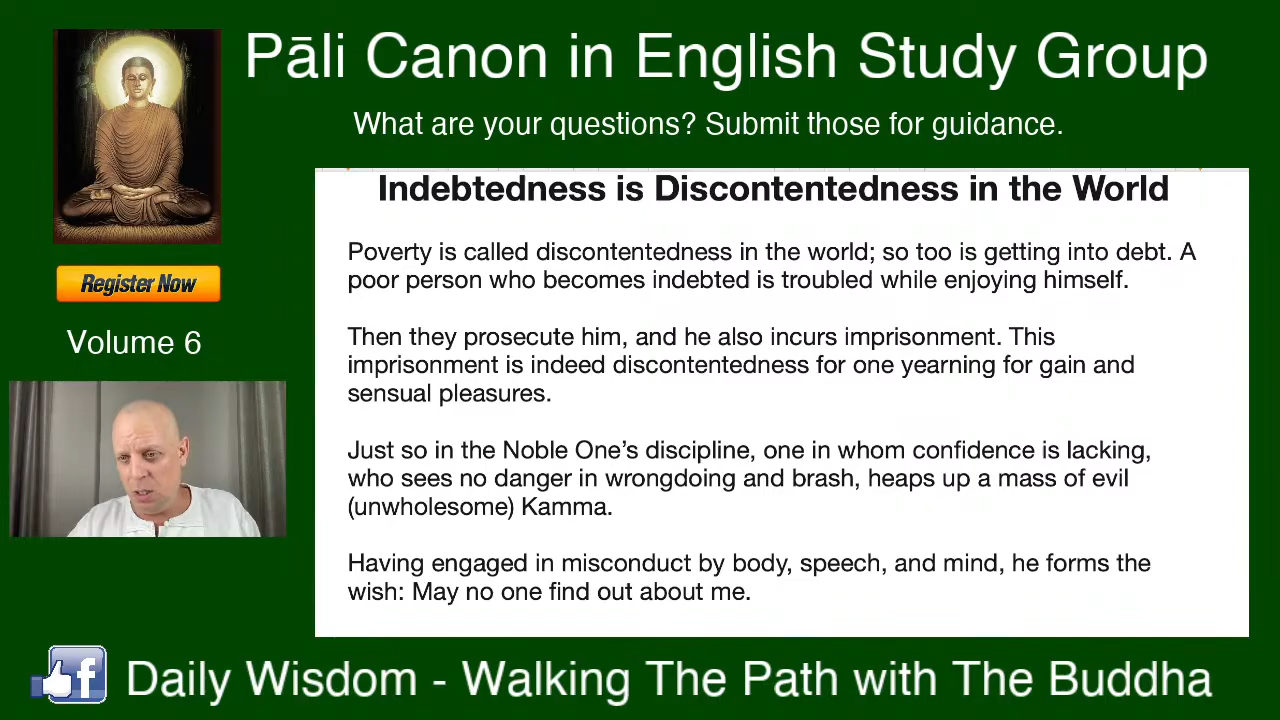 Pāli Canon in English Study Group
What are your questions? Submit those for guidance.
Register Now
Volume 6
Indebtedness is Discontentedness in the World
Poverty is called discontentedness in the world; so too is getting into debt. A
poor person who becomes indebted is troubled while enjoying himself.
Then they prosecute him, and he also incurs imprisonment. This
imprisonment is indeed discontentedness for one yearning for gain and
sensual pleasures.
Just so in the Noble One’s discipline, one in whom confidence is lacking,
who sees no danger in wrongdoing and brash, heaps up a mass of evil
(unwholesome) Kamma.
Having engaged in misconduct by body, speech, and mind, he forms the
wish: May no one find out about me.
f
Daily Wisdom - Walking The Path with The Buddha